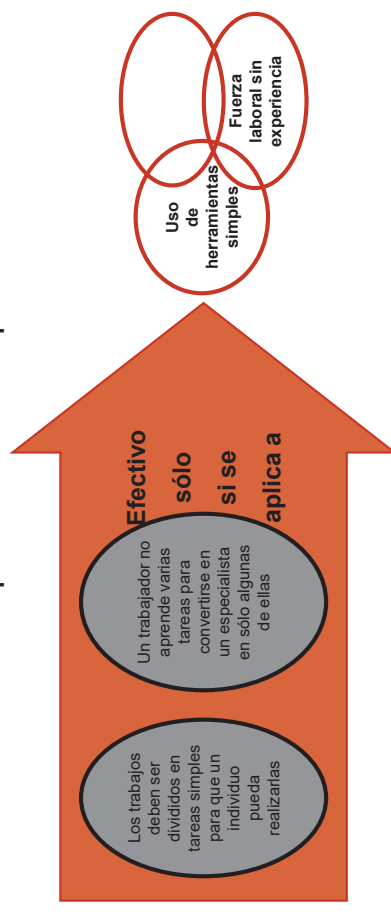 Los trabajos
deben ser
divididos en
tareas simples
para que un
individuo
pueda
realizarlas
Un trabajador no
aprende varias
tareas para
convertirse en
un especialista
en sólo algunas
de ellas
Efectivo
sólo
si se
aplica a
Uso
de
herramientas
simples
Fuerza
laboral sin
experiencia